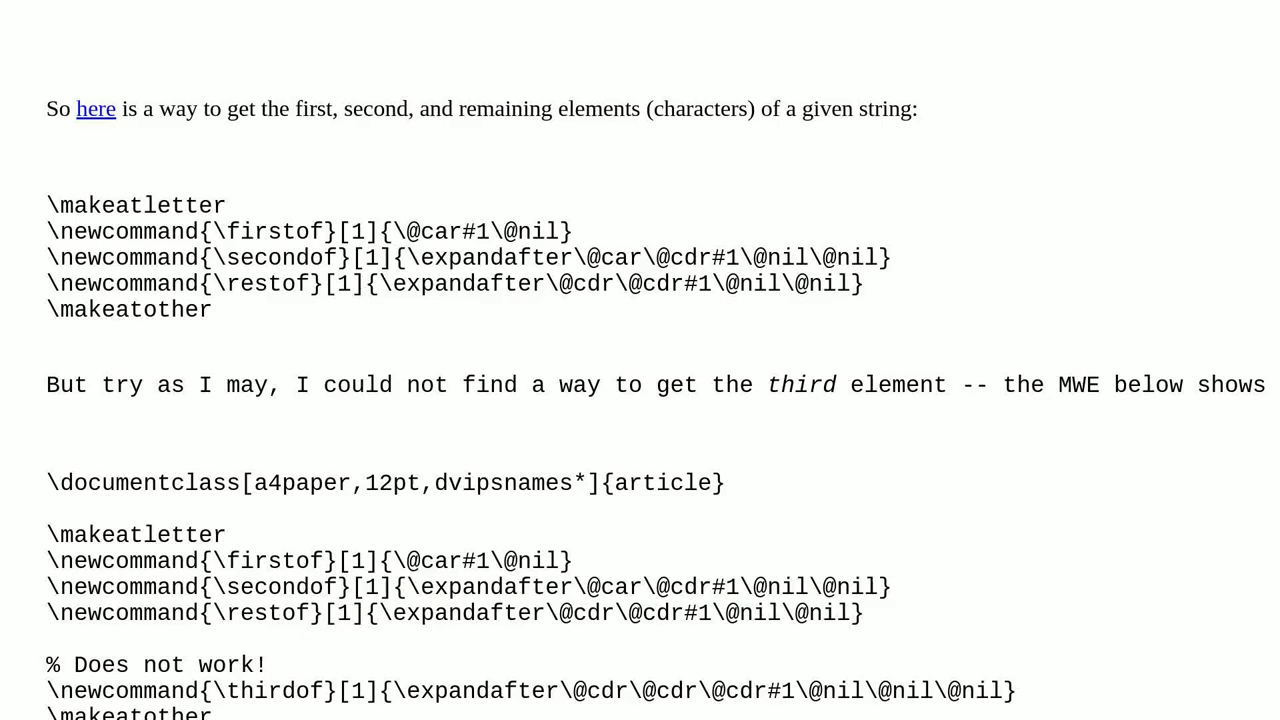 So here is a way to get the first, second, and remaining elements (characters) of a given string:
\makeatletter
\newcommand{\firstof}[1]{\@car#1\@nil}
\newcommand{\secondof}[1]{\expandafter\@car\@cdr#1\@nil\@nil}
\newcommand{\restof}[1]{\expandafter\@cdr\@cdr#1\@nil\@nil}
\makeatother
But try as I may, I could not find a way to get the third element -- the MWE below shows
\documentclass[a4paper,12pt,dvipsnames*]{article}
\makeatletter
\newcommand{\firstof}[1]{\@car#1\@nil}
\newcommand{\secondof}[1]{\expandafter\@car\@cdr#1\@nil\@nil}
\newcommand{\restof}[1]{\expandafter\@cdr\@cdr#1\@nil\@nil}
% Does not work!
\newcommand{\thirdof}[1]{\expandafter\@cdr\@cdr\@cdr#1\@nil\@nil\@nil}
\makeatother